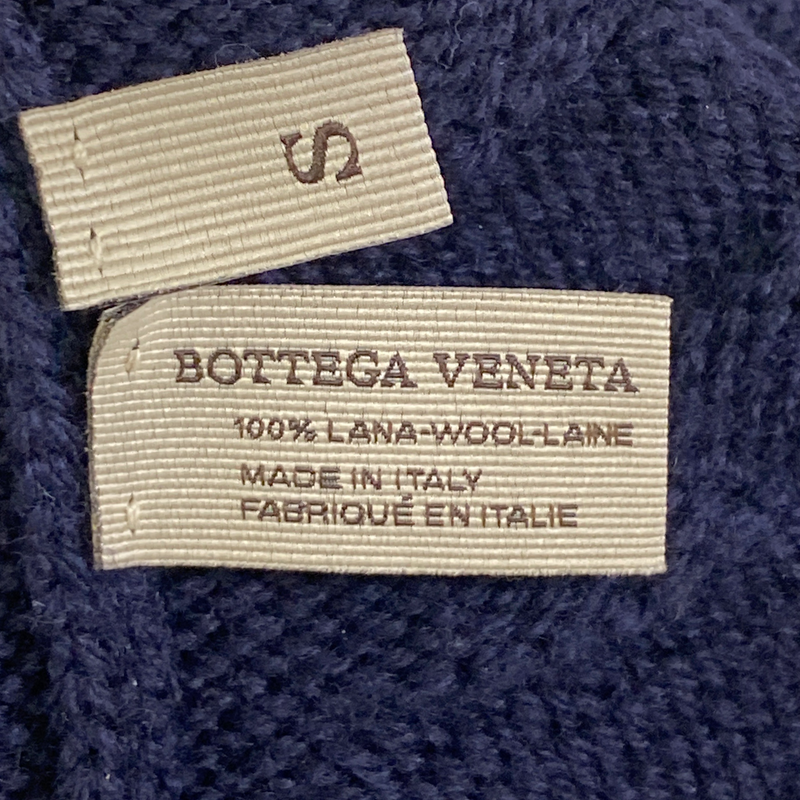 S
BOTTEGA VENETA
100% LANA-WOOL-LAINE
MADE IN ITALY
FABRIQUÉ EN ITALIE